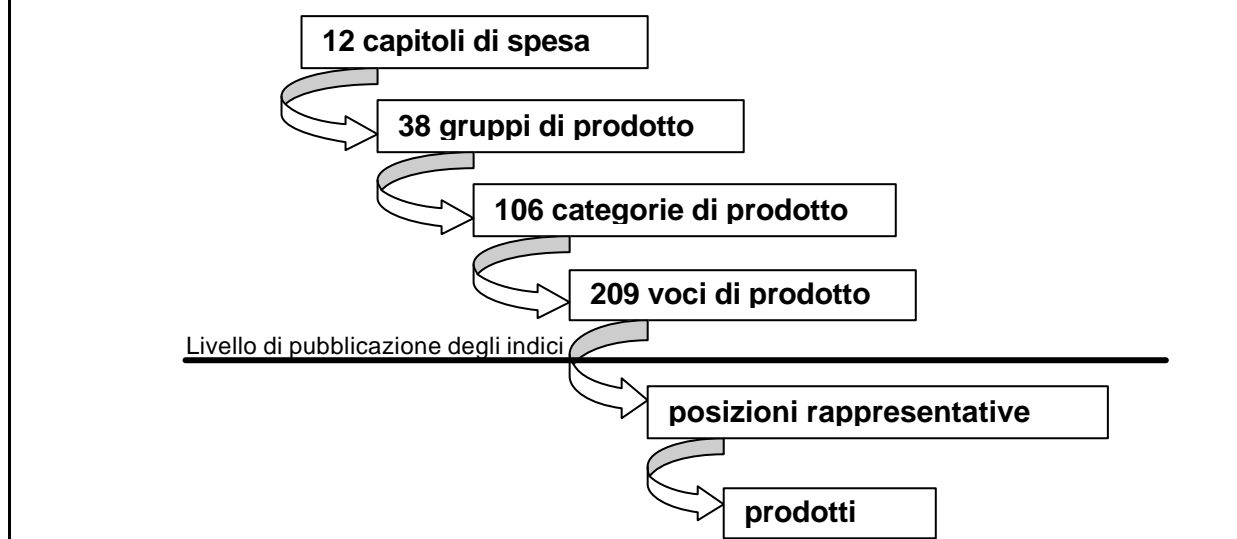 12 capitoli di spesa
38 gruppi di prodotto
106 categorie di prodotto
209 voci di prodotto
Livello di pubblicazione degli indici
posizioni rappresentative
prodotti